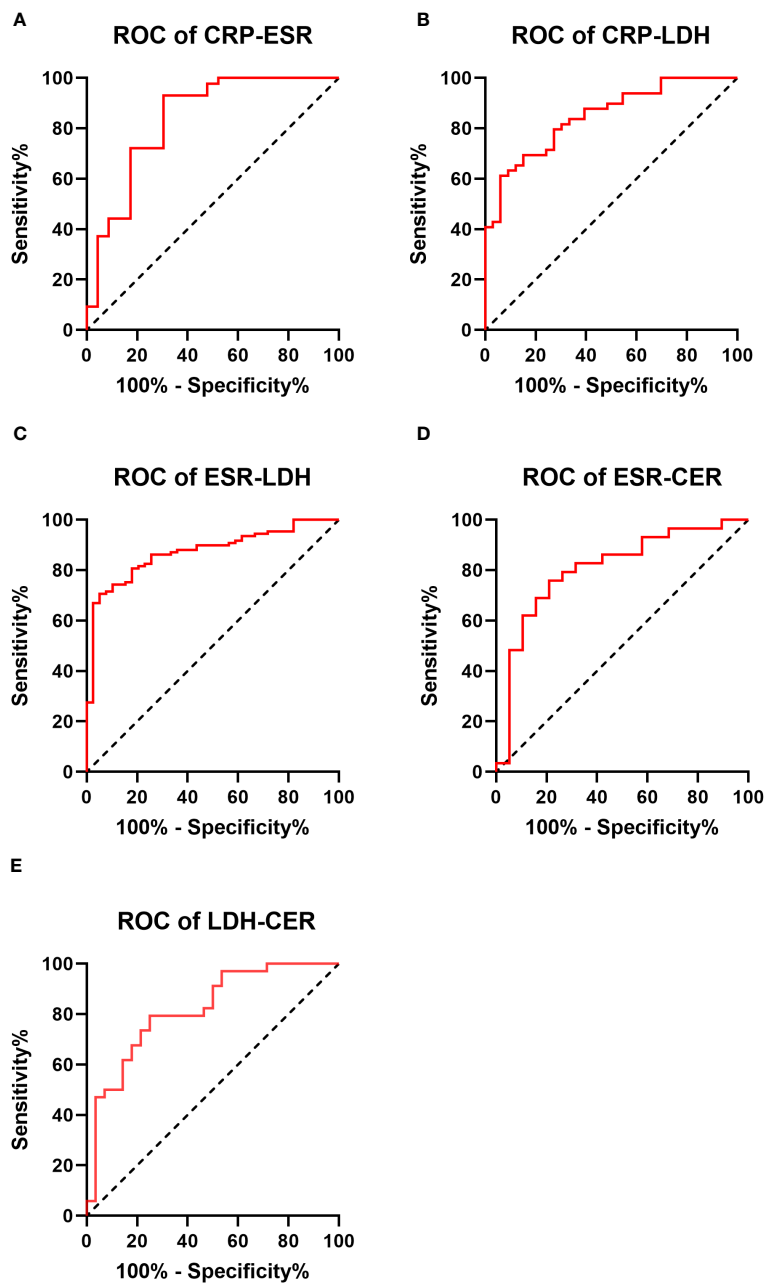 A
ROC of CRP-ESR
100
80
60
40
20
0
Sensitivity%
0 20 40 60 80 100
100% - Specificity%
B
ROC of CRP-LDH
100
80
60
40
20
0
Sensitivity%
0 20 40 60 80 100
100% - Specificity%
C
ROC of ESR-LDH
100
80
60
40
20
0
Sensitivity%
0 20 40 60 80 100
100% - Specificity%
D
ROC of ESR-CER
100
80
60
40
20
0
Sensitivity%
0 20 40 60 80 100
100% - Specificity%
E
ROC of LDH-CER
100
80
60
40
20
0
Sensitivity%
0 20 40 60 80 100
100% - Specificity%